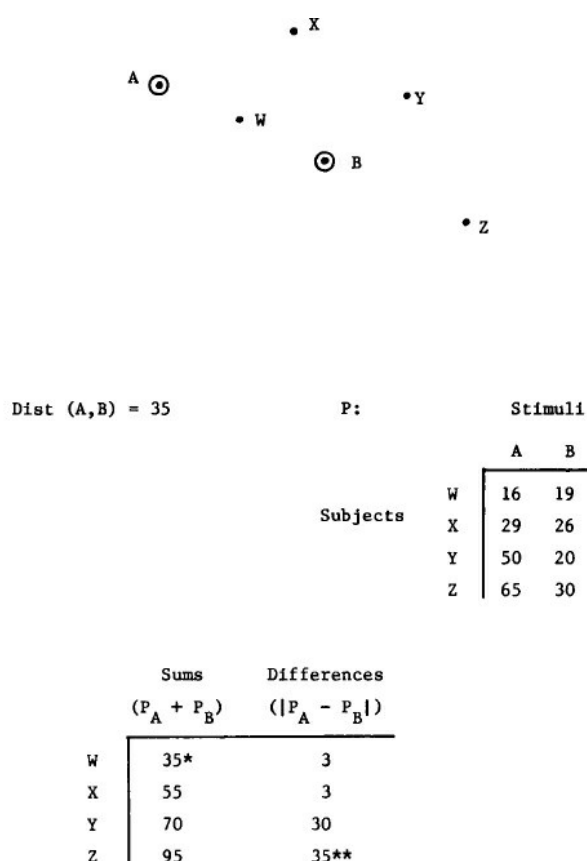 X
A
Y
W
B
Z
Dist (A,B) = 35 P: Stimuli
A B
W 16 19
Subjects
X 29 26
Y 50 20
Z 65 30
Sums Differences
(P_A + P_B) (|P_A - P_B|)
W 35* 3
X 55 3
Y 70 30
Z 95 35**